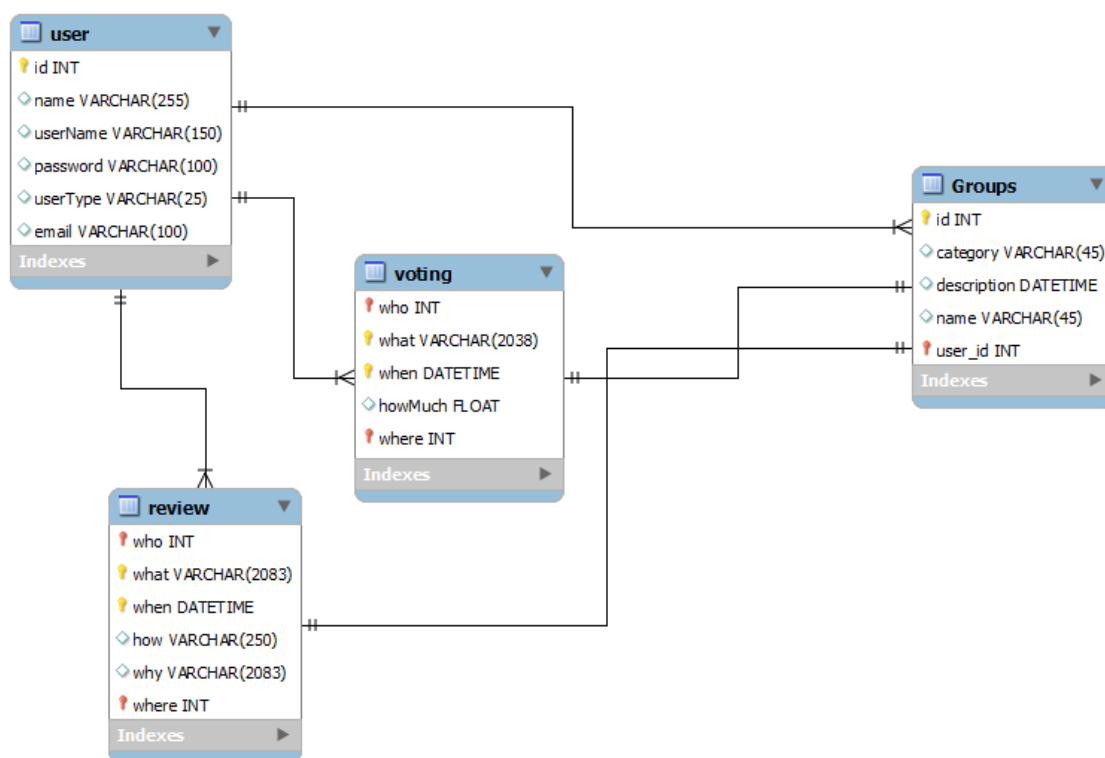 user
id INT
name VARCHAR(255)
userName VARCHAR(150)
password VARCHAR(100)
userType VARCHAR(25)
email VARCHAR(100)
Indexes
voting
who INT
what VARCHAR(2038)
when DATETIME
howMuch FLOAT
where INT
Indexes
Groups
id INT
category VARCHAR(45)
description DATETIME
name VARCHAR(45)
user_id INT
Indexes
review
who INT
what VARCHAR(2083)
when DATETIME
how VARCHAR(250)
why VARCHAR(2083)
where INT
Indexes